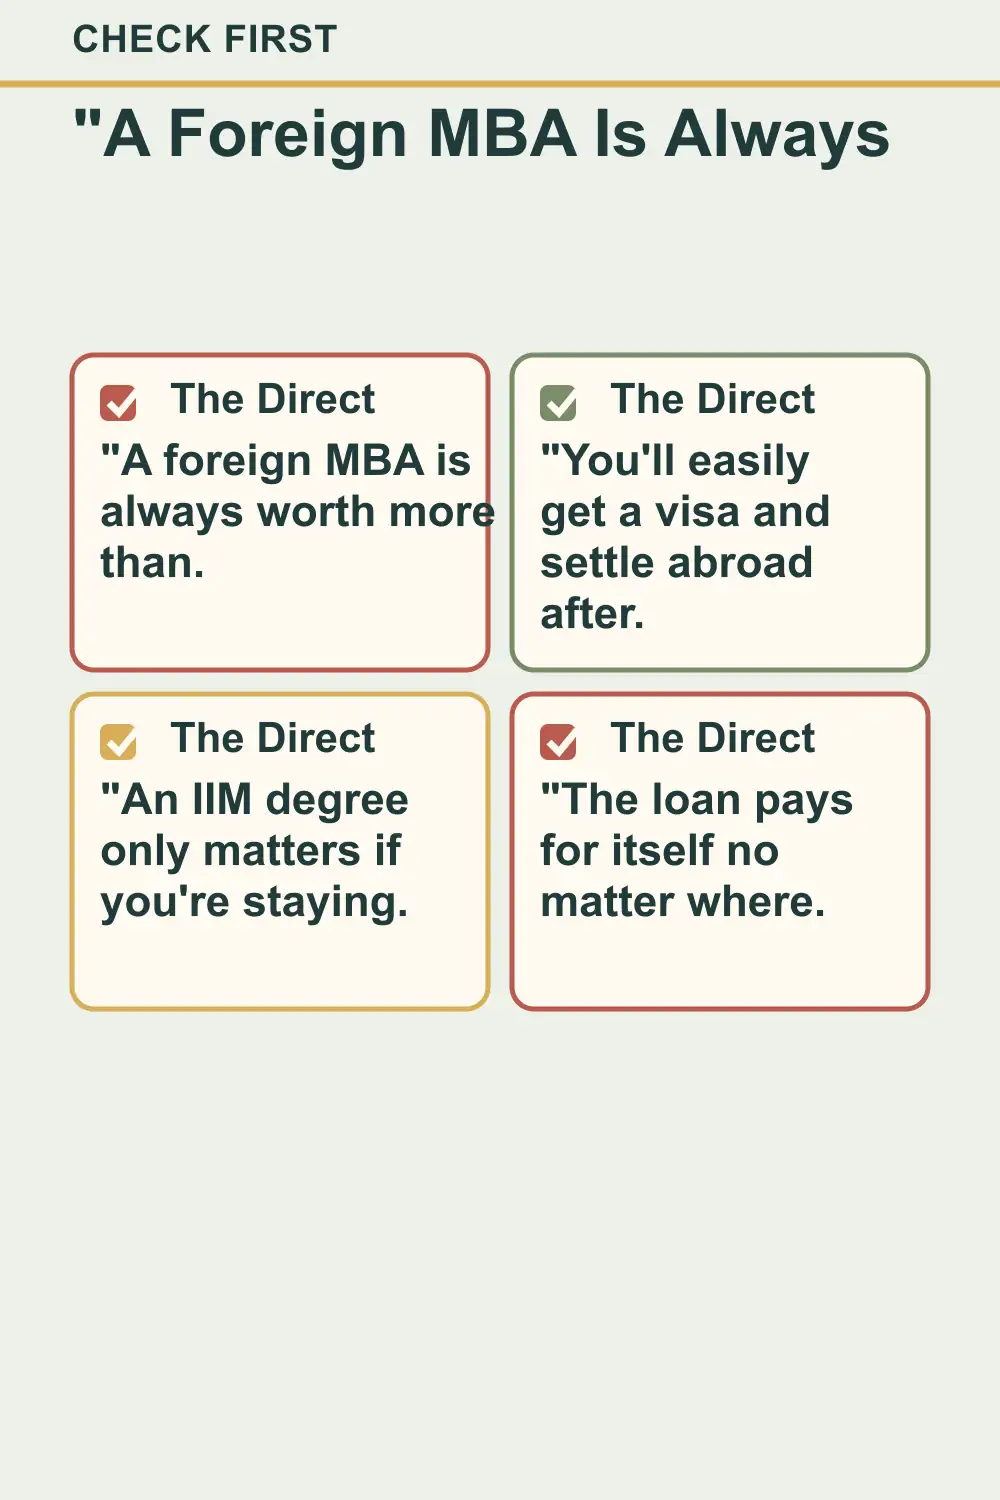 CHECK FIRST
"A Foreign MBA Is Always
The Direct
"A foreign MBA is
always worth more
than.
The Direct
"You'll easily
get a visa and
settle abroad
after.
The Direct
"An IIM degree
only matters if
you're staying.
The Direct
"The loan pays
for itself no
matter where.